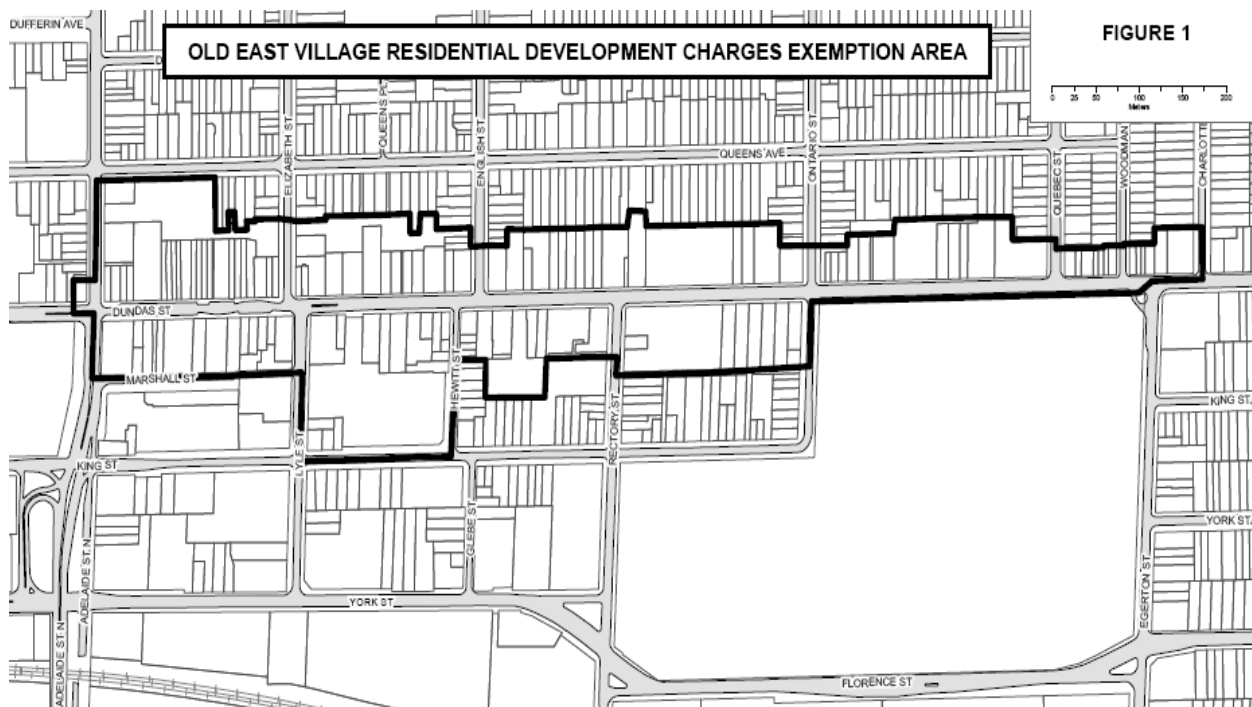 DUFFERIN AVE
OLD EAST VILLAGE RESIDENTIAL DEVELOPMENT CHARGES EXEMPTION AREA
FIGURE 1
0 25 50 100 150 200
Meters
D
ELIZABETH ST
QUEENS PL
ENGLISH ST
QUEENS AVE
ONTARIO ST
QUEBEC ST
WOODMAN
CHARLOTTE
DUNDAS ST
MARSHALL ST
HEWITT ST
LYLE ST
RECTORY ST
KING ST
KING ST
GLEBE ST
YORK ST
YORK ST
ADELAIDE ST N
ADELAIDE ST N
EGERTON ST
FLORENCE ST